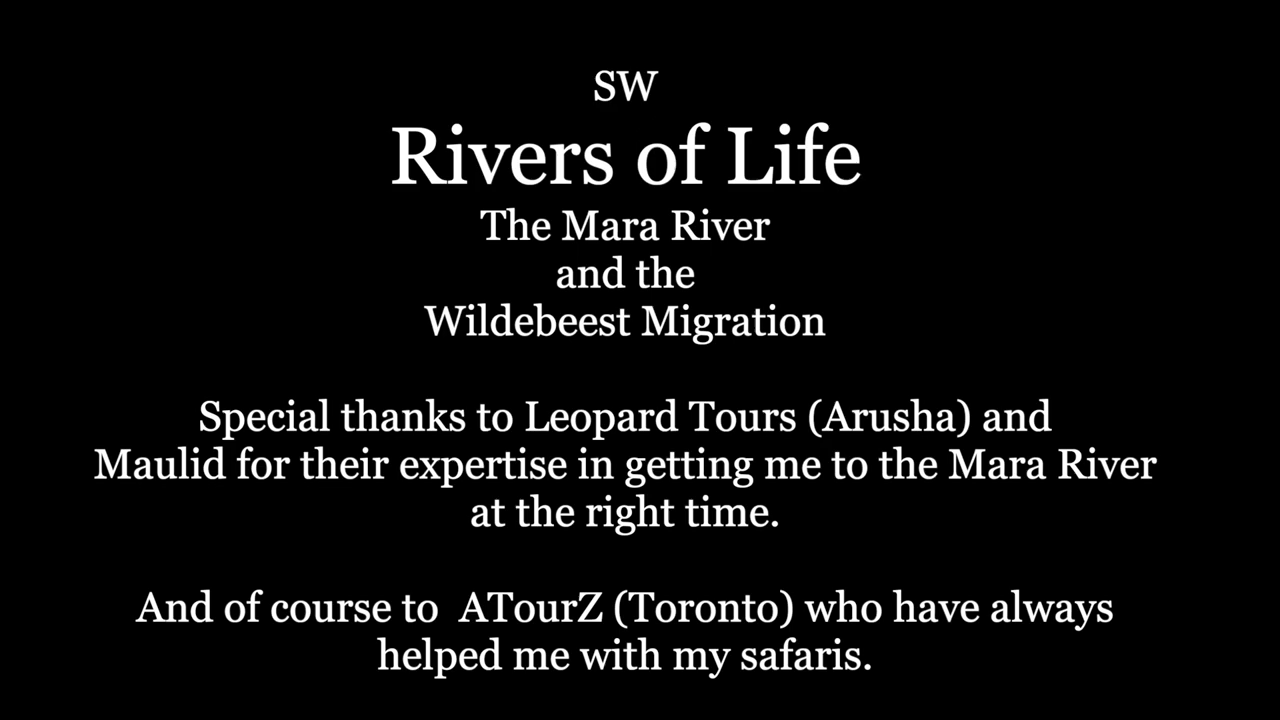 SW
Rivers of Life
The Mara River
and the
Wildebeest Migration
Special thanks to Leopard Tours (Arusha) and
Maulid for their expertise in getting me to the Mara River
at the right time.
And of course to  ATourZ (Toronto) who have always
helped me with my safaris.